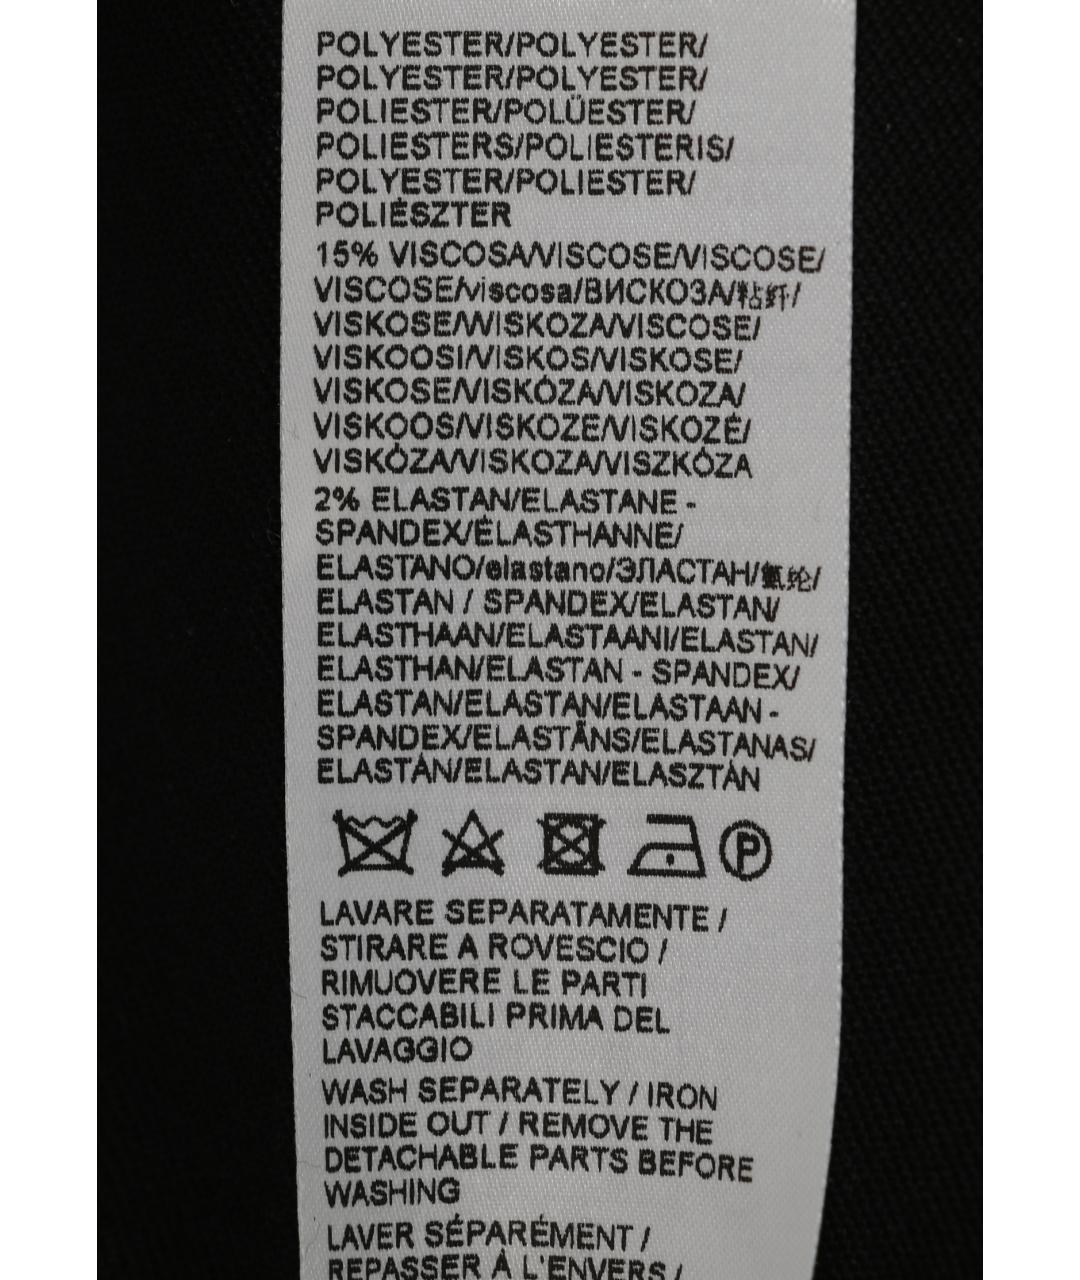 POLYESTER/POLYESTER/
POLYESTER/POLYESTER/
POLIESTER/POLÜESTER/
POLIESTERS/POLIESTERIS/
POLYESTER/POLIESTER/
POLIÉSZTER
15% VISCOSA/VISCOSE/VISCOSE/
VISCOSE/viscosa/ВИСКОЗА/粘纤/
VISKOSE/WISKOZA/VISCOSE/
VISKOOSI/VISKOS/VISKOSE/
VISKOSE/VISKÓZA/VISKOZA/
VISKOOS/VISKOZE/VISKOZĖ/
VISKÓZA/VISKOZA/VISZKÓZA
2% ELASTAN/ELASTANE -
SPANDEX/ÉLASTHANNE/
ELASTANO/elastano/ЭЛАСТАН/氨纶/
ELASTAN / SPANDEX/ELASTAN/
ELASTHAAN/ELASTAANI/ELASTAN/
ELASTHAN/ELASTAN - SPANDEX/
ELASTAN/ELASTAN/ELASTAAN -
SPANDEX/ELASTĀNS/ELASTANAS/
ELASTÁN/ELASTAN/ELASZTÁN
P
LAVARE SEPARATAMENTE /
STIRARE A ROVESCIO /
RIMUOVERE LE PARTI
STACCABILI PRIMA DEL
LAVAGGIO
WASH SEPARATELY / IRON
INSIDE OUT / REMOVE THE
DETACHABLE PARTS BEFORE
WASHING
LAVER SÉPARÉMENT /
REPASSER À L'ENVERS /